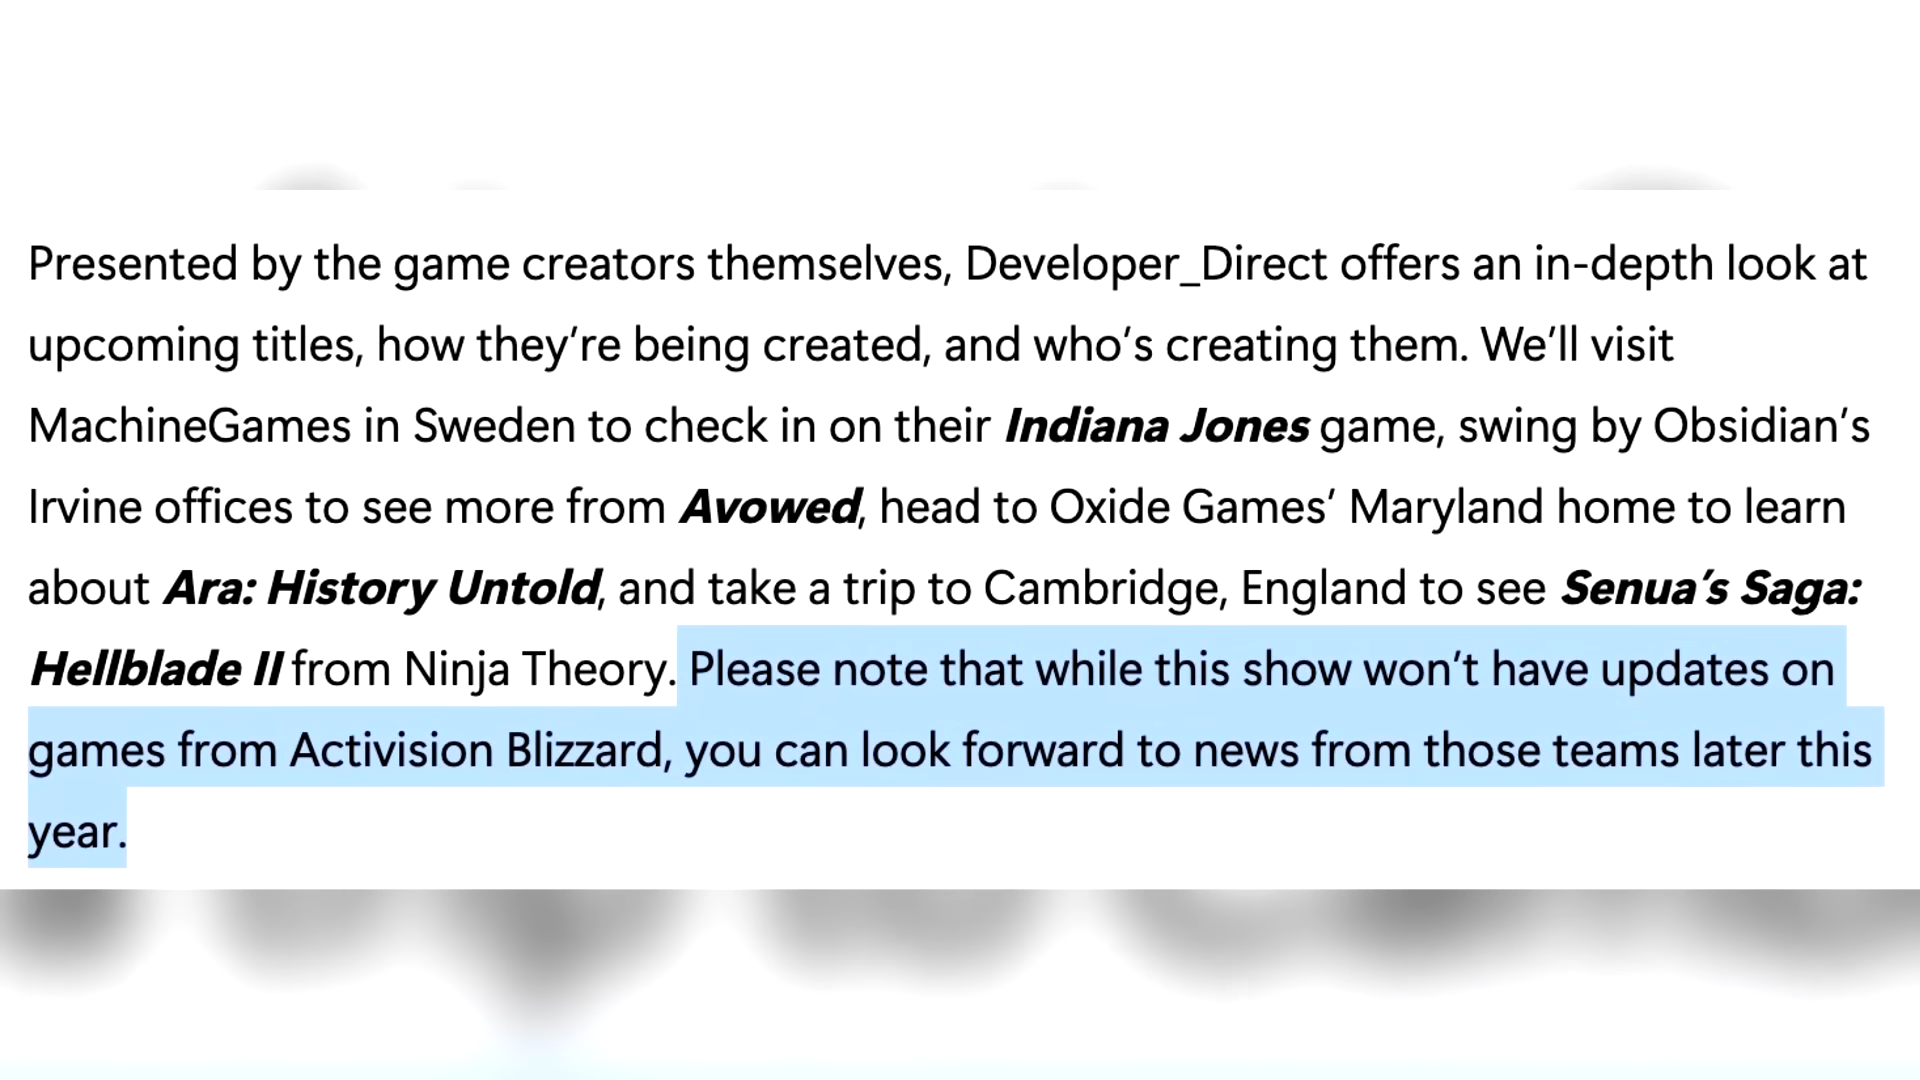 Presented by the game creators themselves, Developer_Direct offers an in-depth look at
upcoming titles, how they’re being created, and who’s creating them. We’ll visit
MachineGames in Sweden to check in on their Indiana Jones game, swing by Obsidian’s
Irvine offices to see more from Avowed, head to Oxide Games’ Maryland home to learn
about Ara: History Untold, and take a trip to Cambridge, England to see Senua’s Saga:
Hellblade II from Ninja Theory. Please note that while this show won’t have updates on
games from Activision Blizzard, you can look forward to news from those teams later this
year.